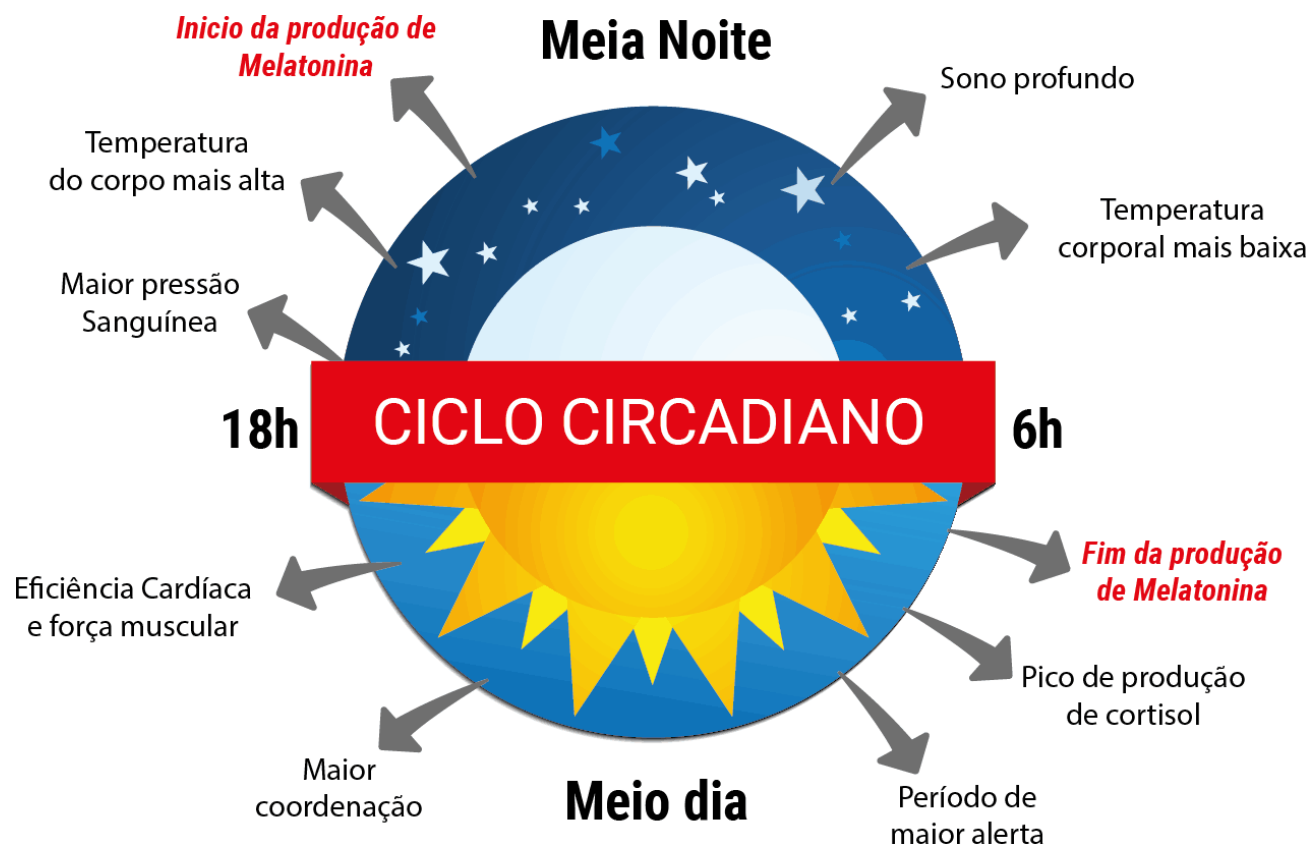 Inicio da produção de
Melatonina
Meia Noite
Sono profundo
Temperatura
do corpo mais alta
Temperatura
corporal mais baixa
Maior pressão
Sanguínea
18h
CICLO CIRCADIANO
6h
Fim da produção
de Melatonina
Eficiência Cardíaca
e força muscular
Pico de produção
de cortisol
Maior
coordenação
Meio dia
Período de
maior alerta